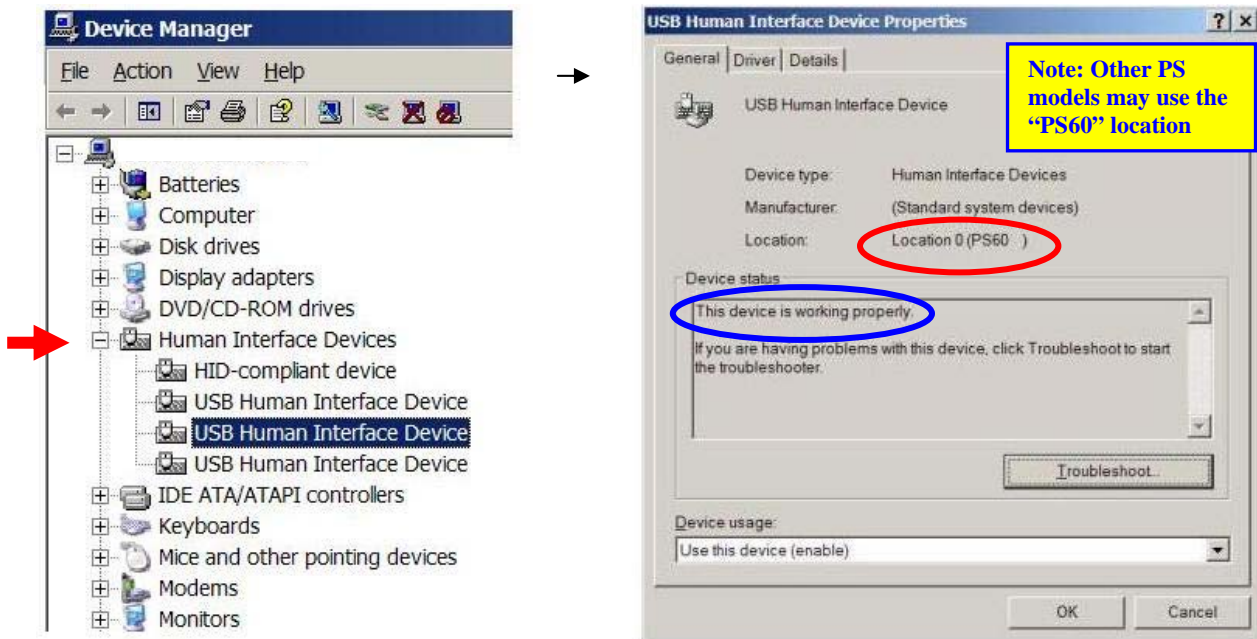 Device Manager
File Action View Help
Batteries
Computer
Disk drives
Display adapters
DVD/CD-ROM drives
Human Interface Devices
HID-compliant device
USB Human Interface Device
USB Human Interface Device
USB Human Interface Device
IDE ATA/ATAPI controllers
Keyboards
Mice and other pointing devices
Modems
Monitors
USB Human Interface Device Properties
General Driver Details
Note: Other PS
models may use the
“PS60” location
USB Human Interface Device
Device type: Human Interface Devices
Manufacturer: (Standard system devices)
Location: Location 0 (PS60 )
Device status
This device is working properly.
If you are having problems with this device, click Troubleshoot to start
the troubleshooter.
Troubleshoot...
Device usage:
Use this device (enable)
OK Cancel